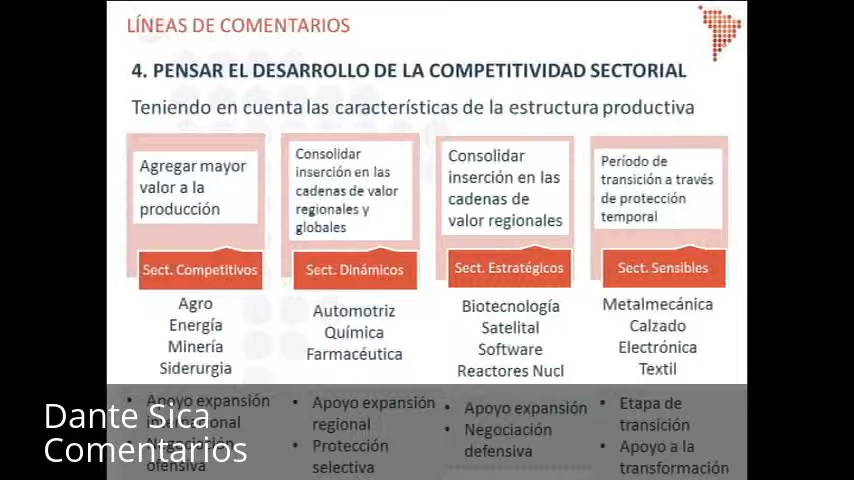 LÍNEAS DE COMENTARIOS
4. PENSAR EL DESARROLLO DE LA COMPETITIVIDAD SECTORIAL
Teniendo en cuenta las características de la estructura productiva
Agregar mayor
valor a la
producción
Sect. Competitivos
Agro
Energía
Minería
Siderurgia
• Apoyo expansión
internacional
• Negociación
ofensiva
Consolidar
inserción en las
cadenas de valor
regionales y
globales
Sect. Dinámicos
Automotriz
Química
Farmacéutica
• Apoyo expansión
regional
• Protección
selectiva
Consolidar
inserción en las
cadenas de
valor regionales
Sect. Estratégicos
Biotecnología
Satelital
Software
Reactores Nucl
• Apoyo expansión
• Negociación
defensiva
Período de
transición a través
de protección
temporal
Sect. Sensibles
Metalmecánica
Calzado
Electrónica
Textil
• Etapa de
transición
• Apoyo a la
transformación
Dante Sica
Comentarios